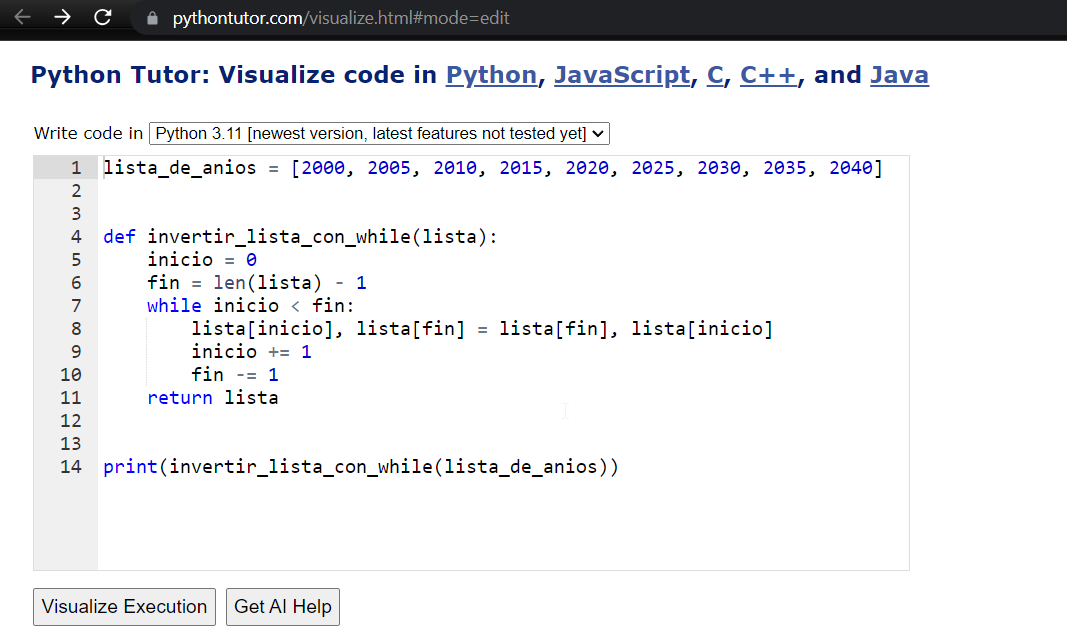 pythontutor.com/visualize.html#mode=edit
Python Tutor: Visualize code in Python, JavaScript, C, C++, and Java
Write code in Python 3.11 [newest version, latest features not tested yet]
1 lista_de_anios = [2000, 2005, 2010, 2015, 2020, 2025, 2030, 2035, 2040]
2
3
4 def invertir_lista_con_while(lista):
5     inicio = 0
6     fin = len(lista) - 1
7     while inicio < fin:
8         lista[inicio], lista[fin] = lista[fin], lista[inicio]
9         inicio += 1
10         fin -= 1
11     return lista
12
13
14 print(invertir_lista_con_while(lista_de_anios))
Visualize Execution Get AI Help